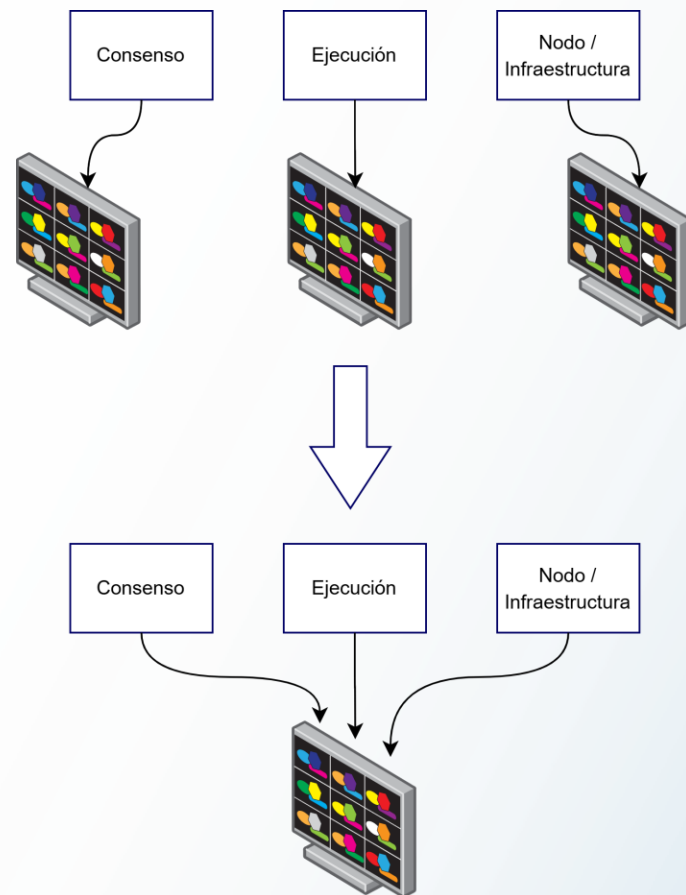 Consenso
Ejecución
Nodo /
Infraestructura
Consenso
Ejecución
Nodo /
Infraestructura